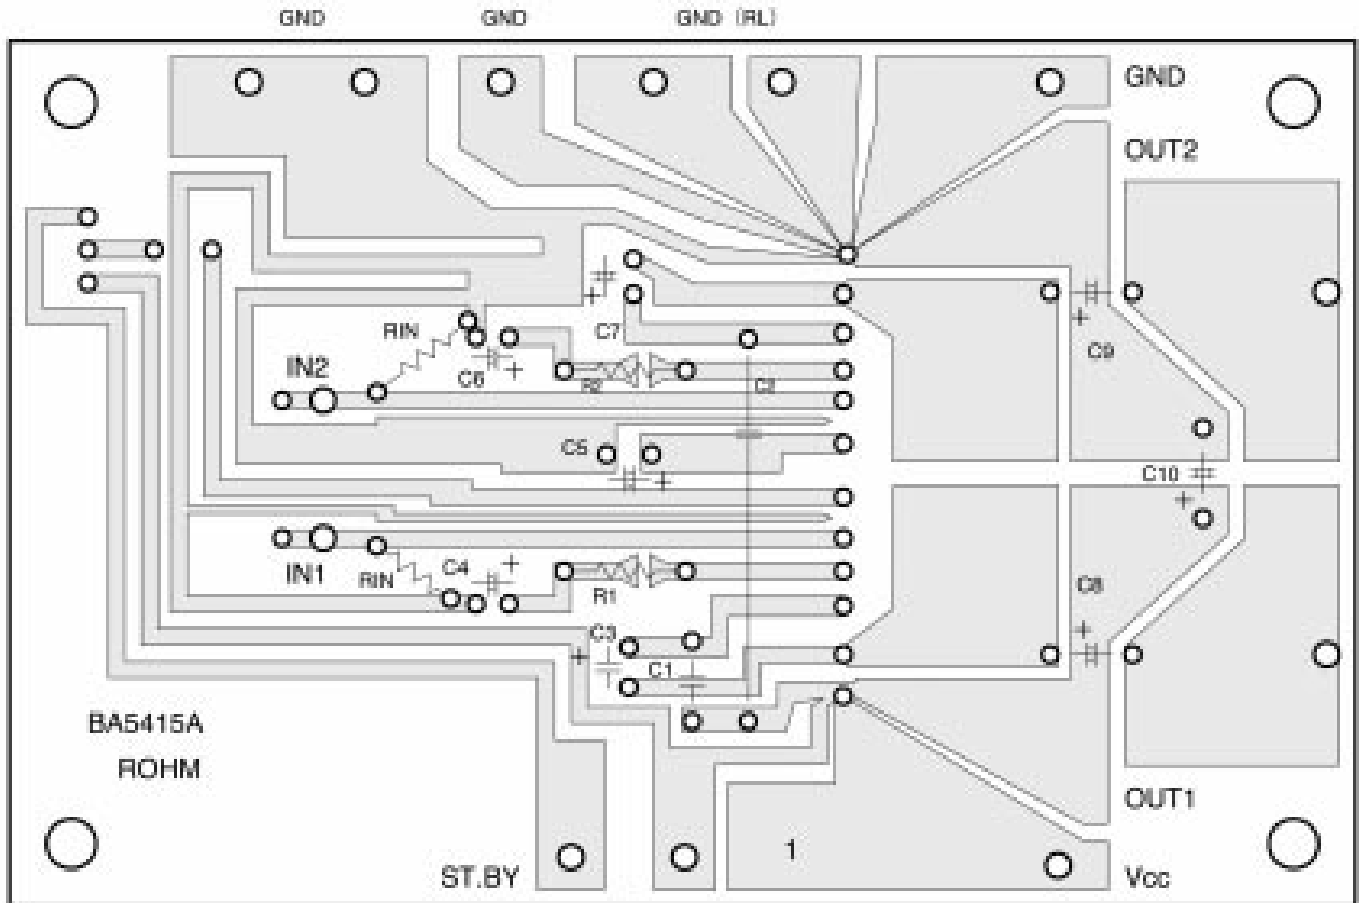 GND GND GND (RL)
GND
OUT2
RIN
C7
IN2
C6
R2
C2
C9
C5
C10
IN1
RIN
C4
R1
C8
C3
C1
BA5415A
ROHM
OUT1
1
ST.BY
Vcc